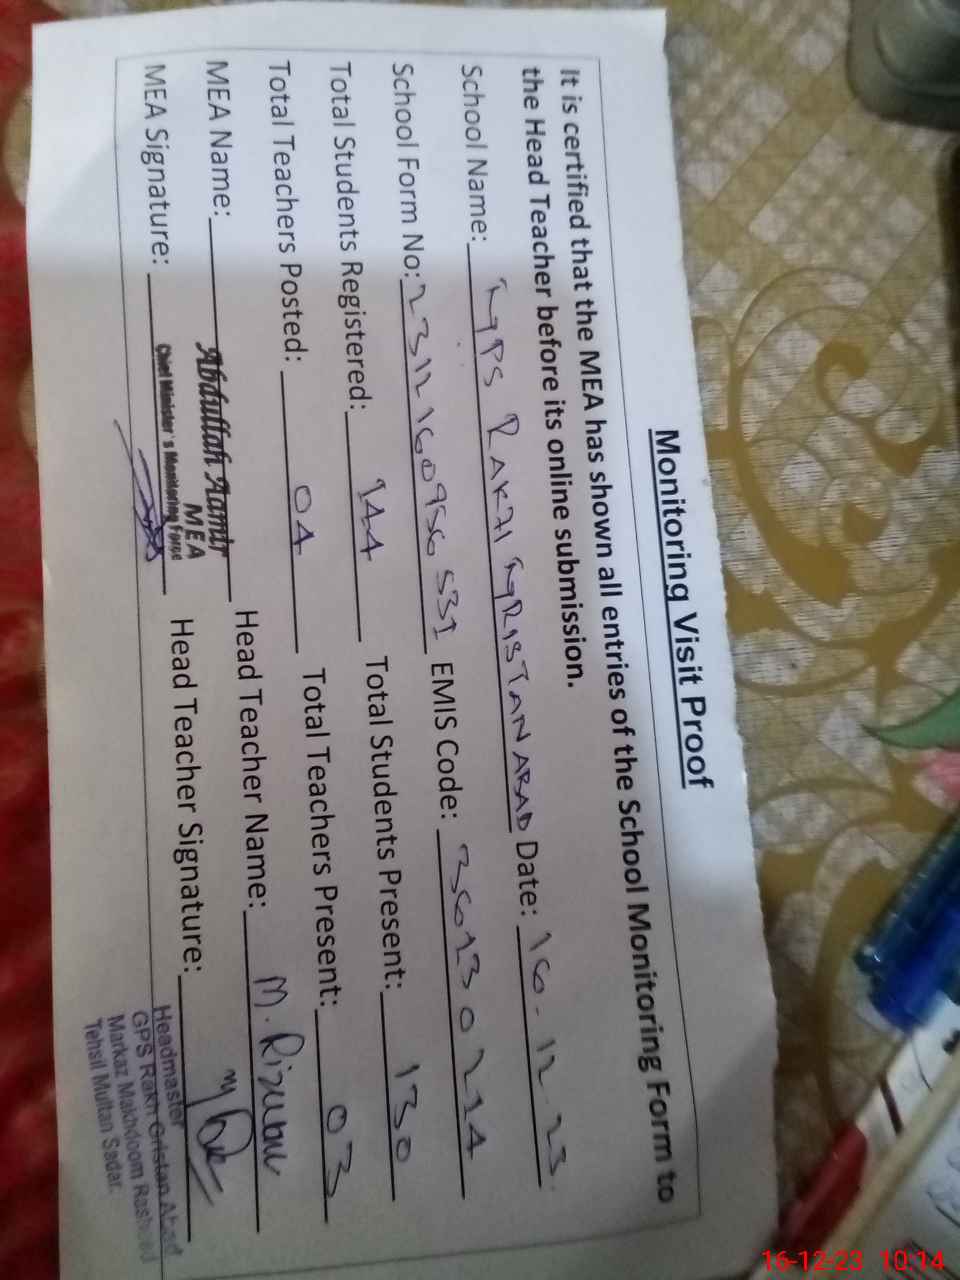 Monitoring Visit Proof
It is certified that the MEA has shown all entries of the School Monitoring Form to
the Head Teacher before its online submission.
School Name: GPS RAKH GRISTAN ABAD Date: 16-12-23
School Form No: 2312160956531 EMIS Code: 36130214
Total Students Registered: 144 Total Students Present: 130
Total Teachers Posted: 04 Total Teachers Present: 03
MEA Name: Abdullah Aamir Head Teacher Name: M. Rizwan
MEA
Chief Minister's Monitoring Force
MEA Signature: Head Teacher Signature:
Headmaster
GPS Rakh Gristan Abad
Markaz Makhdoom Rasheed
Tehsil Multan Sadar.
16-12-23 10:14